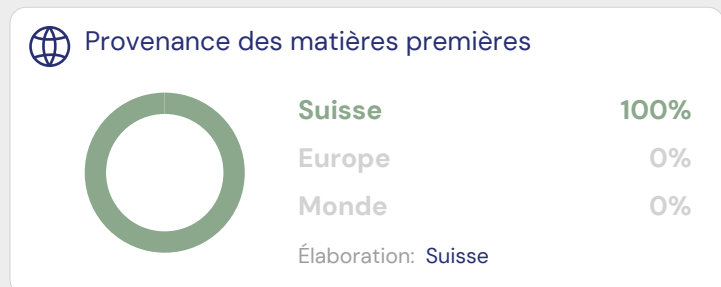 Provenance des matières premières
Suisse 100%
Europe 0%
Monde 0%
Élaboration: Suisse